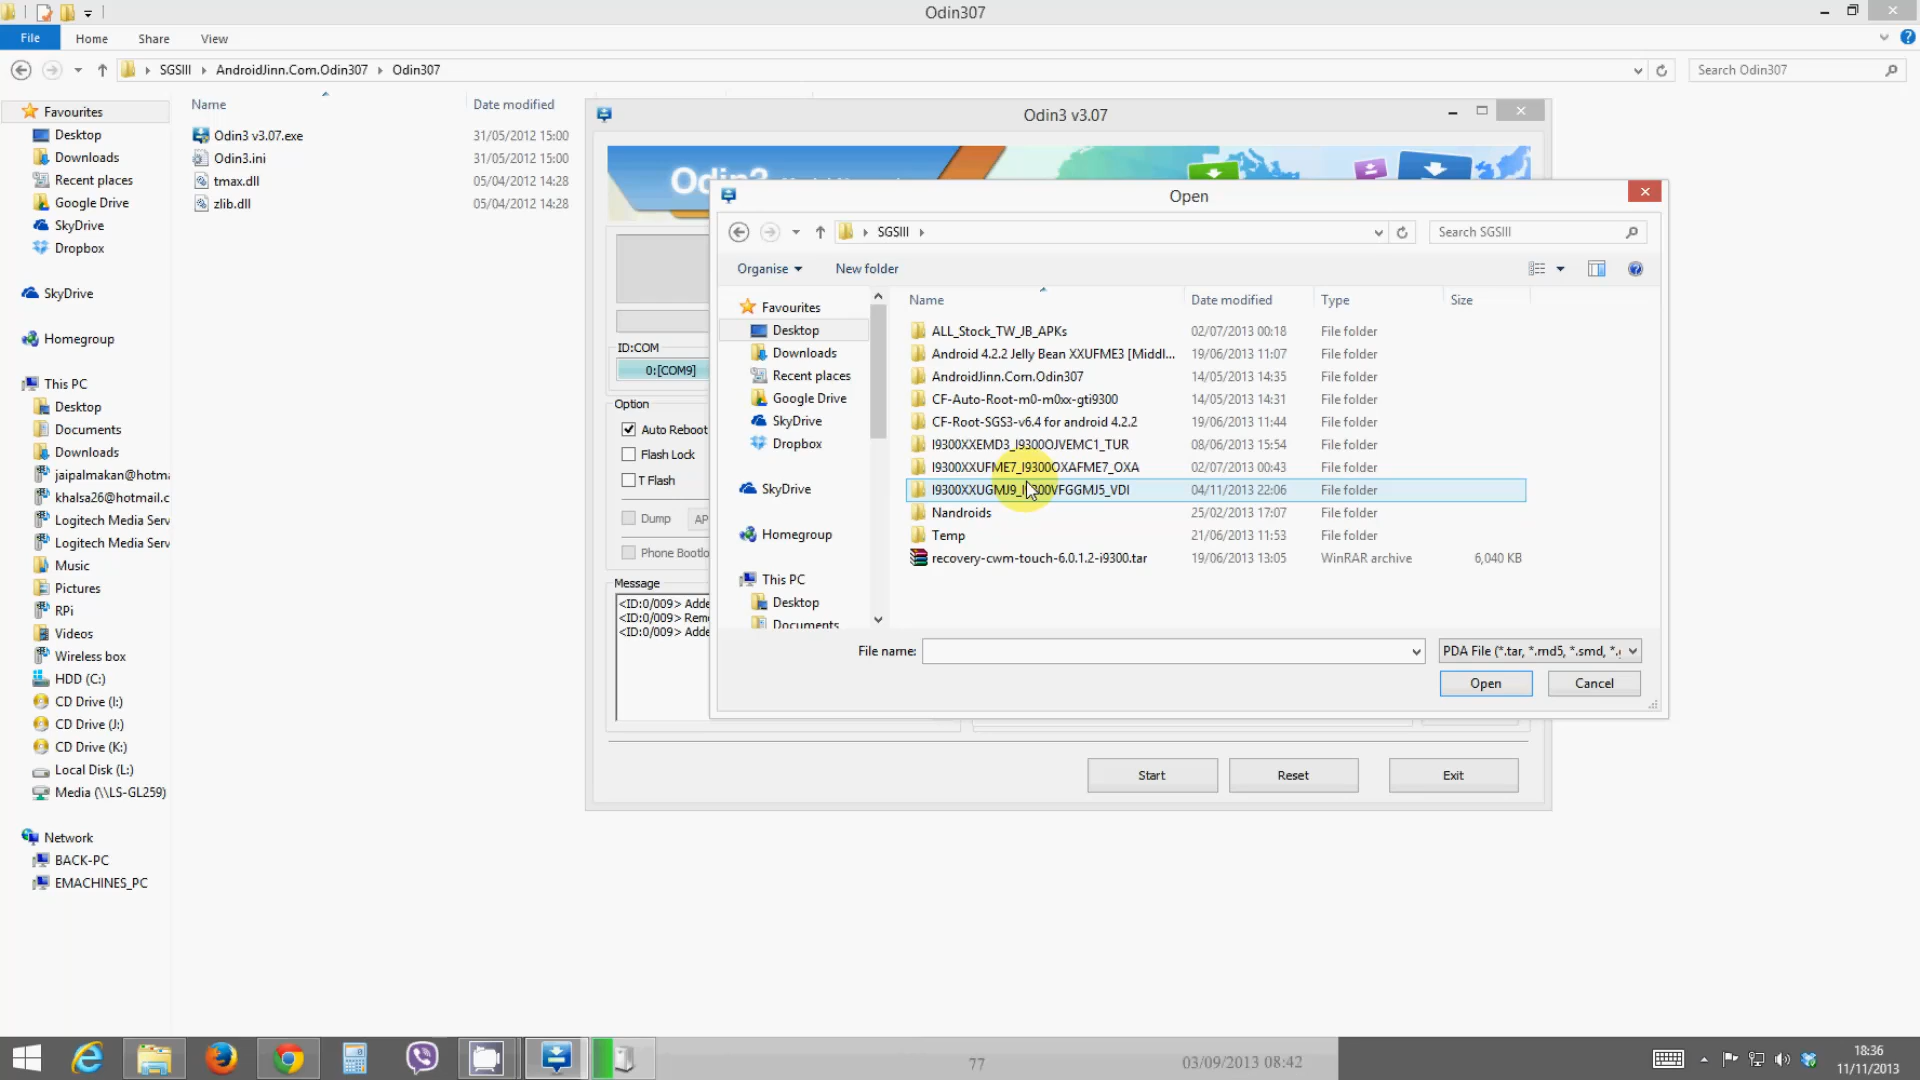 Odin307
File Home Share View
SGSIII AndroidJinn.Com.Odin307 Odin307
Search Odin307
Favourites
Desktop
Downloads
Recent places
Google Drive
SkyDrive
Dropbox
SkyDrive
Homegroup
This PC
Desktop
Documents
Downloads
jaipalmakan@hotma
khalsa26@hotmail.c
Logitech Media Serv
Logitech Media Serv
Music
Pictures
RPi
Videos
Wireless box
HDD (C:)
CD Drive (I:)
CD Drive (J:)
CD Drive (K:)
Local Disk (L:)
Media (\\LS-GL259)
Network
BACK-PC
EMACHINES_PC
Name Date modified
Odin3 v3.07.exe 31/05/2012 15:00
Odin3.ini 31/05/2012 15:00
tmax.dll 05/04/2012 14:28
zlib.dll 05/04/2012 14:28
Odin3 v3.07
ID:COM
0:[COM9]
Option
Auto Reboot
Flash Lock
T Flash
Dump AP
Phone Bootlo
Message
<ID:0/009> Adde
<ID:0/009> Rem
<ID:0/009> Adde
Start Reset Exit
Open
SGSIII
Search SGSIII
Organise New folder
Favourites
Desktop
Downloads
Recent places
Google Drive
SkyDrive
Dropbox
SkyDrive
Homegroup
This PC
Desktop
Documents
Name Date modified Type Size
ALL_Stock_TW_JB_APKs 02/07/2013 00:18 File folder
Android 4.2.2 Jelly Bean XXUFME3 [Middl... 19/06/2013 11:07 File folder
AndroidJinn.Com.Odin307 14/05/2013 14:35 File folder
CF-Auto-Root-m0-m0xx-gti9300 14/05/2013 14:31 File folder
CF-Root-SGS3-v6.4 for android 4.2.2 19/06/2013 11:44 File folder
I9300XXEMD3_I9300OJVEMC1_TUR 08/06/2013 15:54 File folder
I9300XXUFME7_I9300OXAFME7_OXA 02/07/2013 00:43 File folder
I9300XXUGMJ9_I9300VFGGMJ5_VDI 04/11/2013 22:06 File folder
Nandroids 25/02/2013 17:07 File folder
Temp 21/06/2013 11:53 File folder
recovery-cwm-touch-6.0.1.2-i9300.tar 19/06/2013 13:05 WinRAR archive 6,040 KB
File name: PDA File (*.tar, *.md5, *.smd, *.
Open Cancel
77 03/09/2013 08:42
18:36
11/11/2013